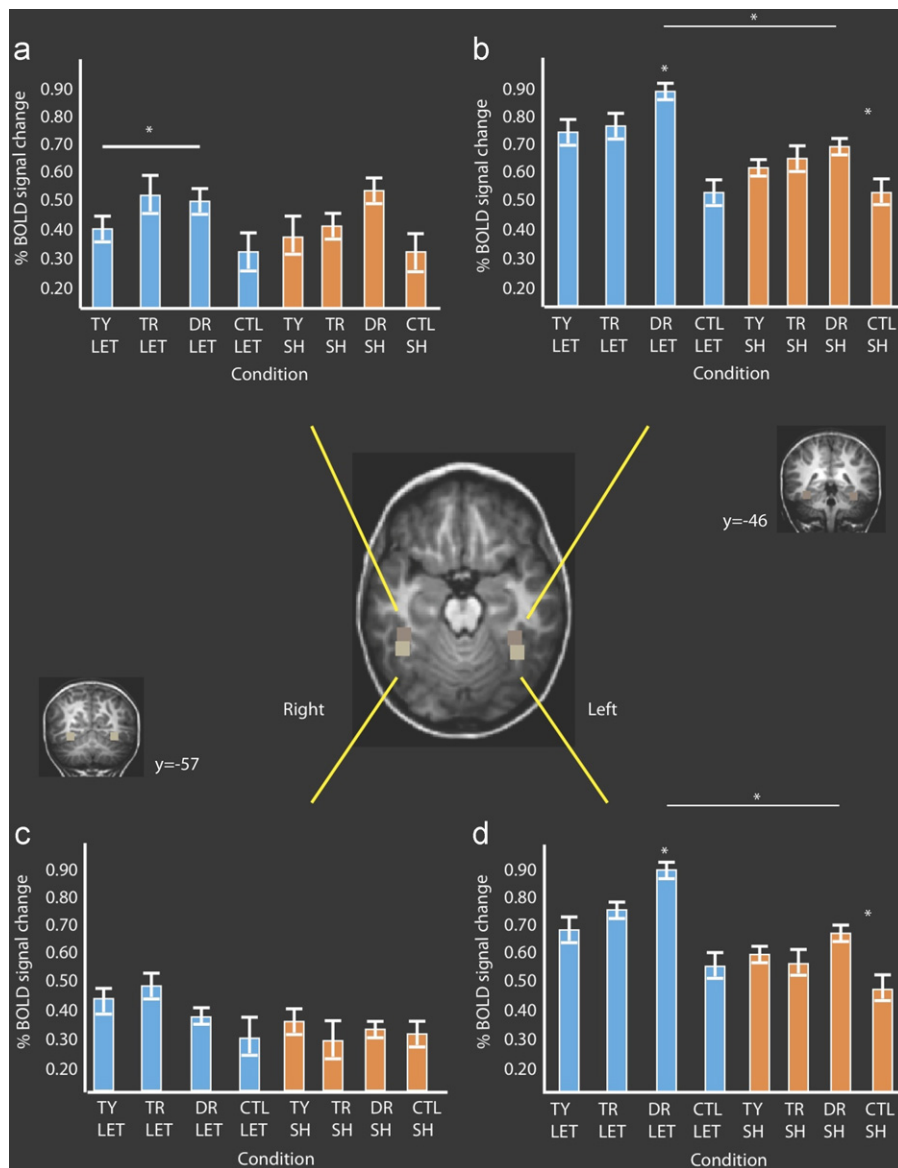 a
% BOLD signal change
0.90
0.80
0.70
0.60
0.50
0.40
0.30
0.20
*
TY TR DR CTL TY TR DR CTL
LET LET LET LET SH SH SH SH
Condition
b
% BOLD signal change
0.90
0.80
0.70
0.60
0.50
0.40
0.30
0.20
*
*
*
TY TR DR CTL TY TR DR CTL
LET LET LET LET SH SH SH SH
Condition
y=-46
Right
Left
y=-57
c
% BOLD signal change
0.90
0.80
0.70
0.60
0.50
0.40
0.30
0.20
TY TR DR CTL TY TR DR CTL
LET LET LET LET SH SH SH SH
Condition
d
% BOLD signal change
0.90
0.80
0.70
0.60
0.50
0.40
0.30
0.20
*
*
*
TY TR DR CTL TY TR DR CTL
LET LET LET LET SH SH SH SH
Condition